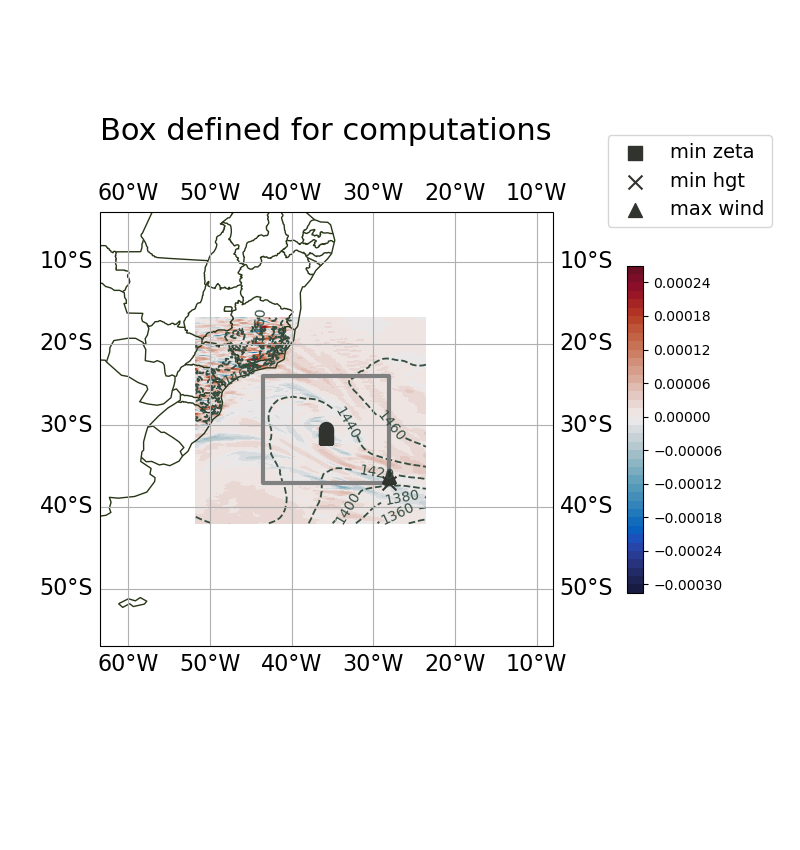 Box defined for computations
min zeta
min hgt
max wind
60°W 50°W 40°W 30°W 20°W 10°W
10°S 10°S
20°S 20°S
30°S 30°S
40°S 40°S
50°S 50°S
60°W 50°W 40°W 30°W 20°W 10°W
1440
1460
1400
1380
1360
0.00024
0.00018
0.00012
0.00006
0.00000
−0.00006
−0.00012
−0.00018
−0.00024
−0.00030